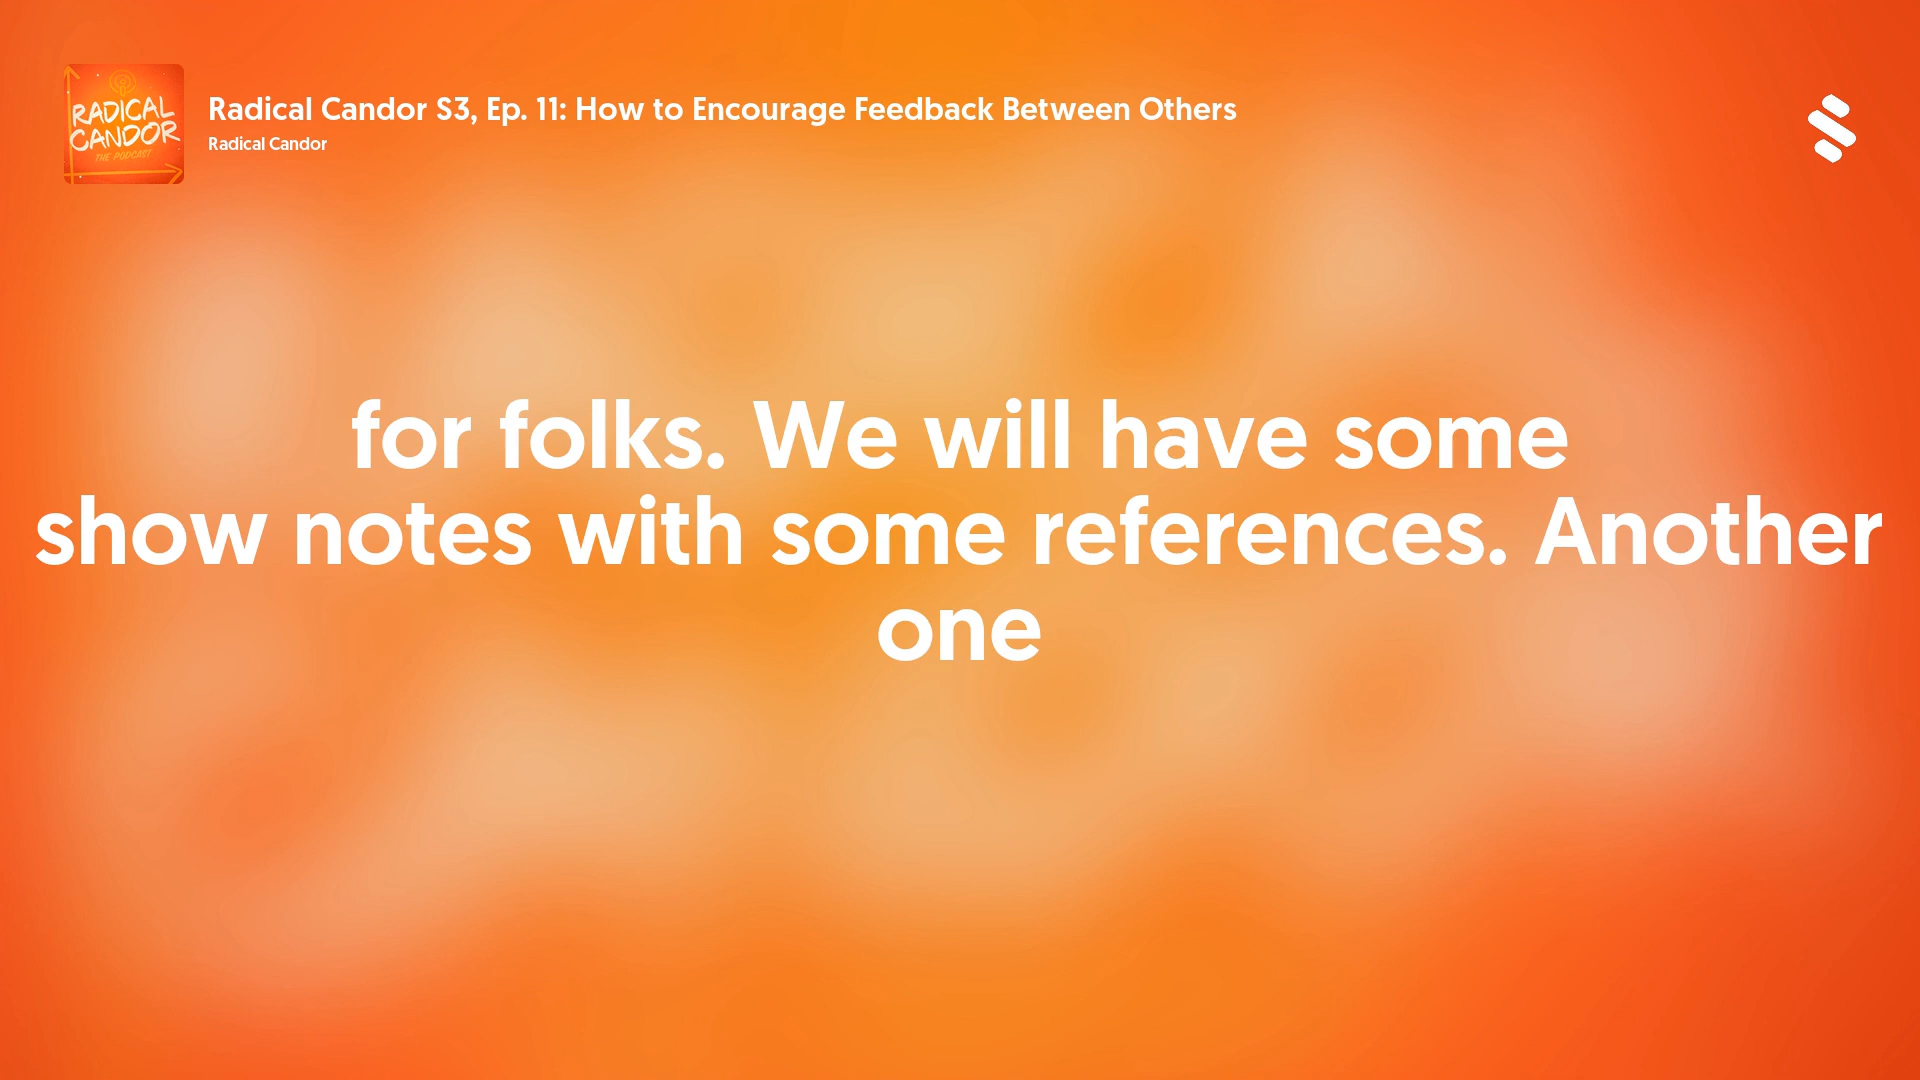 RADICAL
CANDOR
THE PODCAST
Radical Candor S3, Ep. 11: How to Encourage Feedback Between Others
Radical Candor
for folks. We will have some
show notes with some references. Another
one